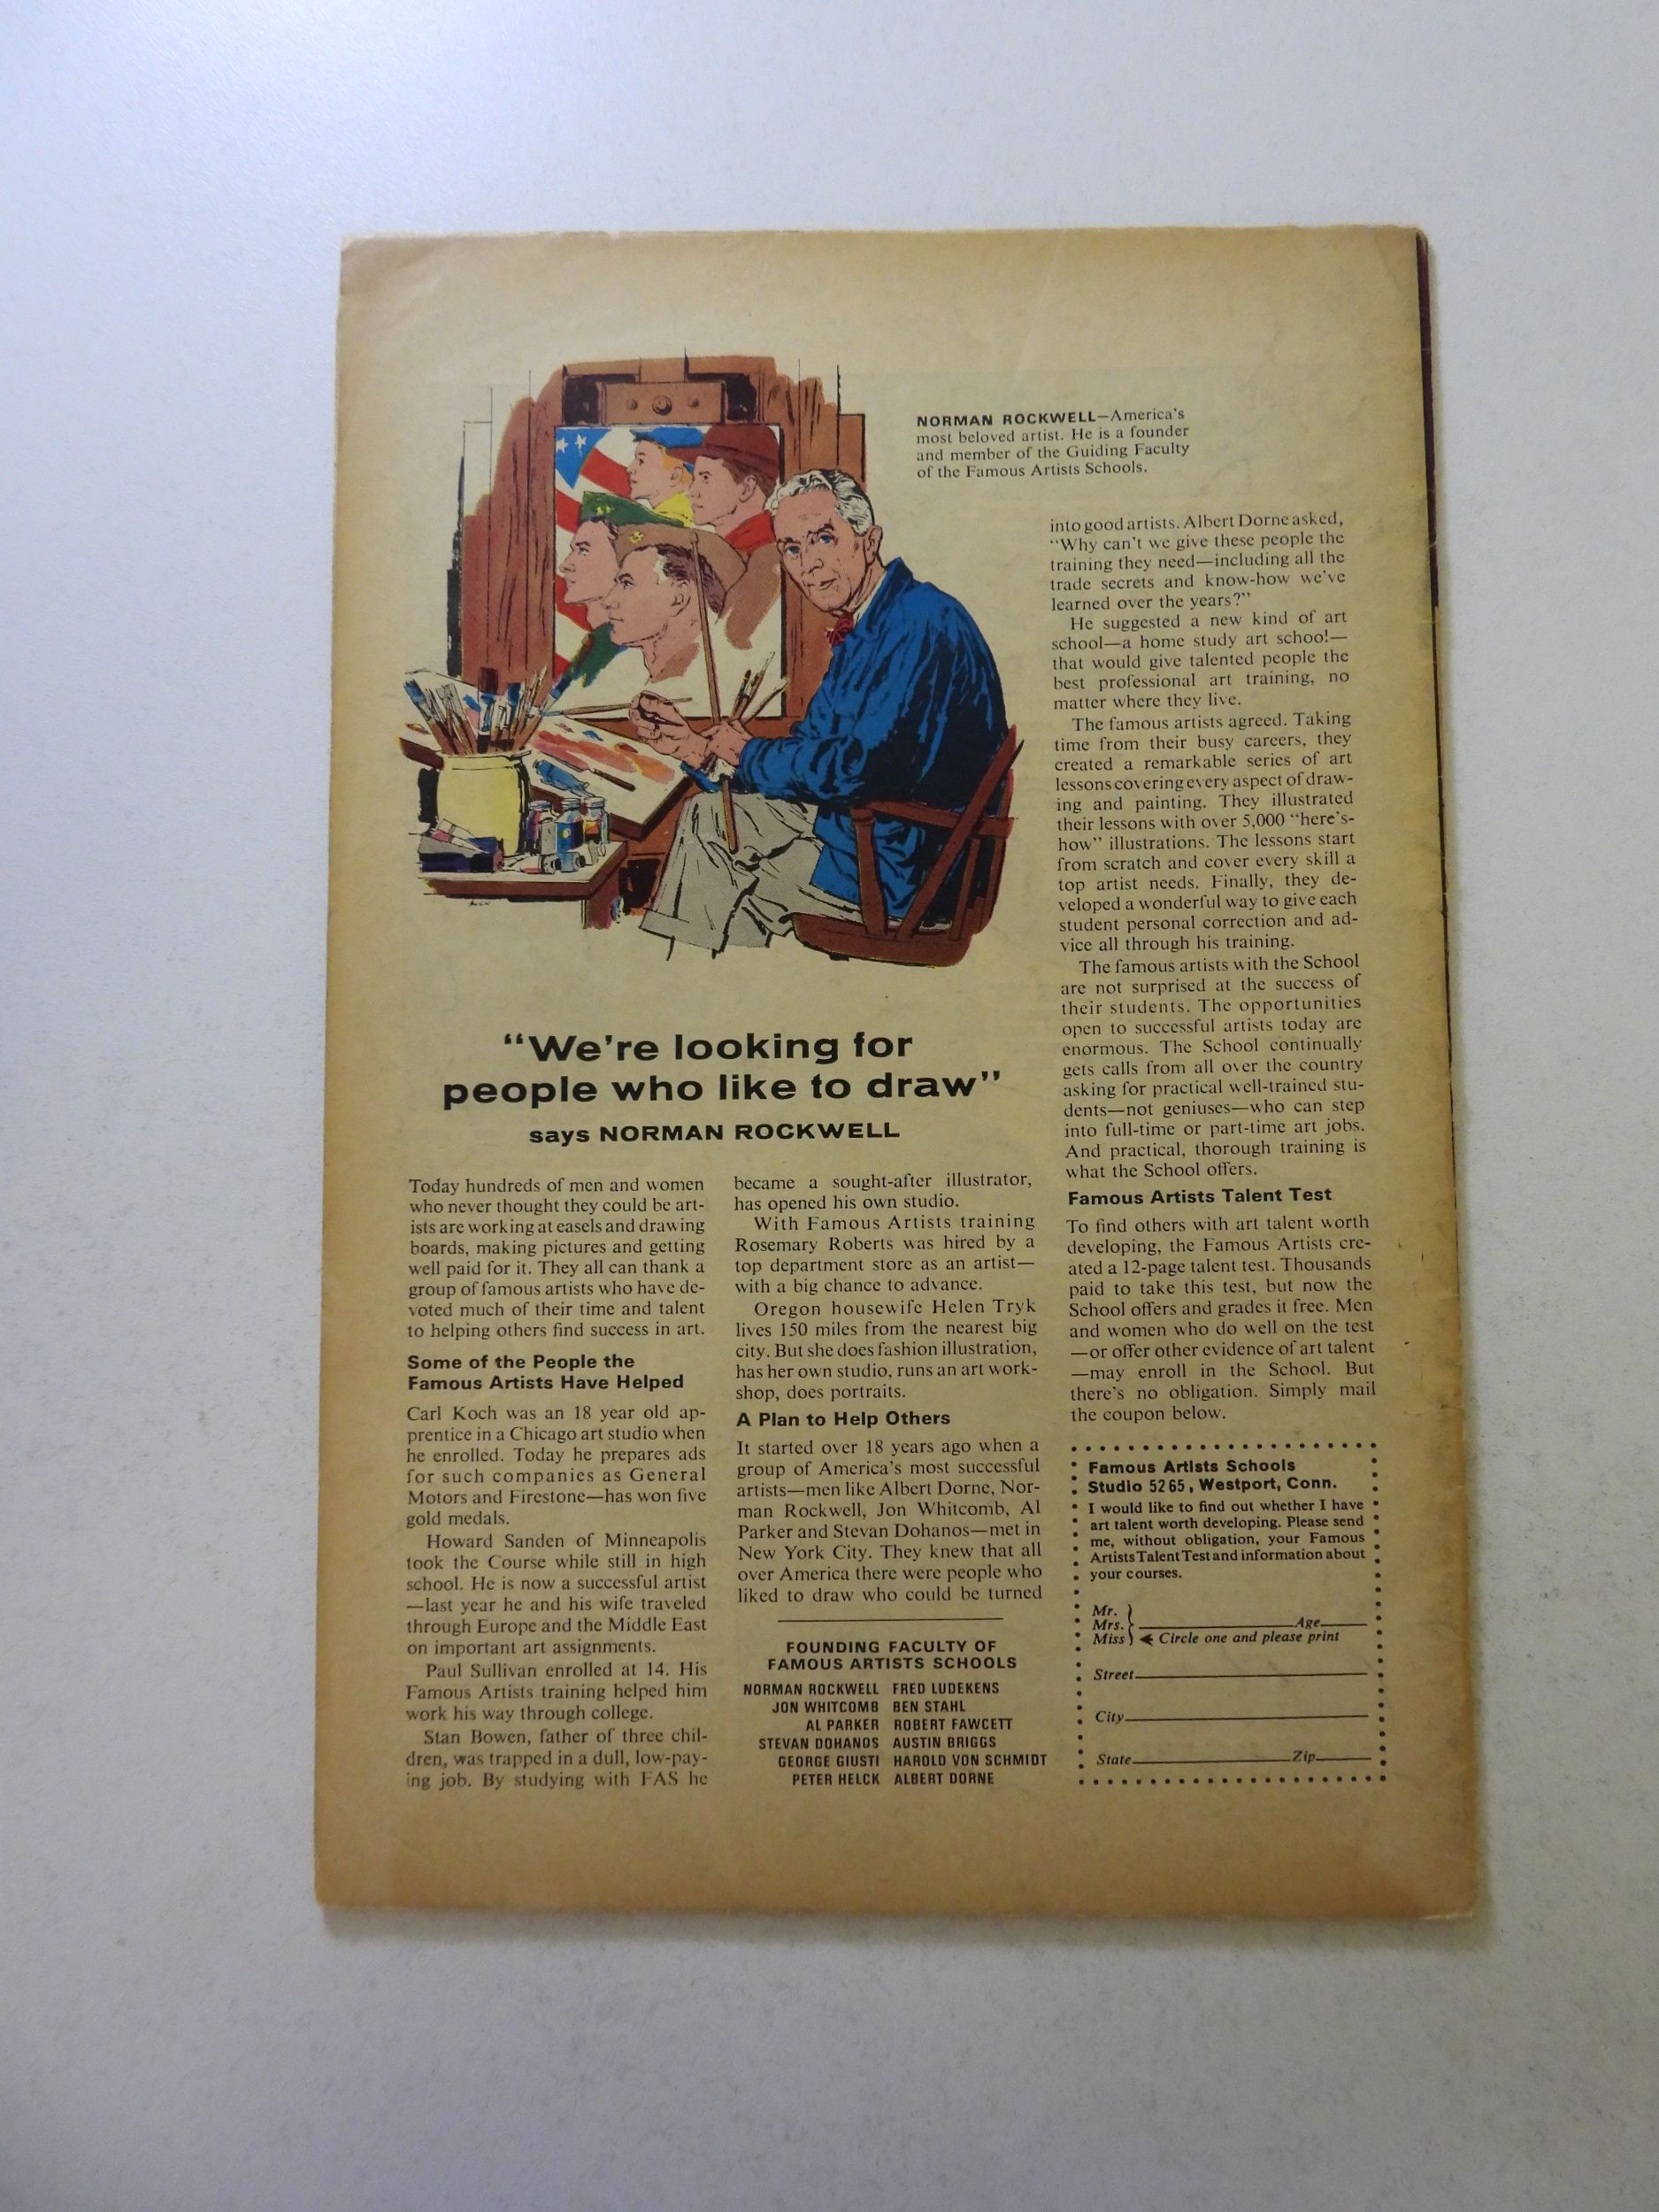 NORMAN ROCKWELL—America's
most beloved artist. He is a founder
and member of the Guiding Faculty
of the Famous Artists Schools.
"We're looking for
people who like to draw"
says NORMAN ROCKWELL
Today hundreds of men and women
who never thought they could be art-
ists are working at easels and drawing
boards, making pictures and getting
well paid for it. They all can thank a
group of famous artists who have de-
voted much of their time and talent
to helping others find success in art.
Some of the People the
Famous Artists Have Helped
Carl Koch was an 18 year old ap-
prentice in a Chicago art studio when
he enrolled. Today he prepares ads
for such companies as General
Motors and Firestone—has won five
gold medals.
Howard Sanden of Minneapolis
took the Course while still in high
school. He is now a successful artist
—last year he and his wife traveled
through Europe and the Middle East
on important art assignments.
Paul Sullivan enrolled at 14. His
Famous Artists training helped him
work his way through college.
Stan Bowen, father of three chil-
dren, was trapped in a dull, low-pay-
ing job. By studying with FAS he
became a sought-after illustrator,
has opened his own studio.
With Famous Artists training
Rosemary Roberts was hired by a
top department store as an artist—
with a big chance to advance.
Oregon housewife Helen Tryk
lives 150 miles from the nearest big
city. But she does fashion illustration,
has her own studio, runs an art work-
shop, does portraits.
A Plan to Help Others
It started over 18 years ago when a
group of America's most successful
artists—men like Albert Dorne, Nor-
man Rockwell, Jon Whitcomb, Al
Parker and Stevan Dohanos—met in
New York City. They knew that all
over America there were people who
liked to draw who could be turned
into good artists. Albert Dorne asked,
"Why can't we give these people the
training they need—including all the
trade secrets and know-how we've
learned over the years?"
He suggested a new kind of art
school—a home study art school—
that would give talented people the
best professional art training, no
matter where they live.
The famous artists agreed. Taking
time from their busy careers, they
created a remarkable series of art
lessons covering every aspect of draw-
ing and painting. They illustrated
their lessons with over 5,000 "here's-
how" illustrations. The lessons start
from scratch and cover every skill a
top artist needs. Finally, they de-
veloped a wonderful way to give each
student personal correction and ad-
vice all through his training.
The famous artists with the School
are not surprised at the success of
their students. The opportunities
open to successful artists today are
enormous. The School continually
gets calls from all over the country
asking for practical well-trained stu-
dents—not geniuses—who can step
into full-time or part-time art jobs.
And practical, thorough training is
what the School offers.
Famous Artists Talent Test
To find others with art talent worth
developing, the Famous Artists cre-
ated a 12-page talent test. Thousands
paid to take this test, but now the
School offers and grades it free. Men
and women who do well on the test
—or offer other evidence of art talent
—may enroll in the School. But
there's no obligation. Simply mail
the coupon below.
FOUNDING FACULTY OF
FAMOUS ARTISTS SCHOOLS
NORMAN ROCKWELL FRED LUDEKENS
JON WHITCOMB BEN STAHL
AL PARKER ROBERT FAWCETT
STEVAN DOHANOS AUSTIN BRIGGS
GEORGE GIUSTI HAROLD VON SCHMIDT
PETER HELCK ALBERT DORNE
Famous Artists Schools
Studio 5265, Westport, Conn.
I would like to find out whether I have
art talent worth developing. Please send
me, without obligation, your Famous
Artists Talent Test and information about
your courses.
Mr.
Mrs. Age
Miss Circle one and please print
Street
City
State Zip